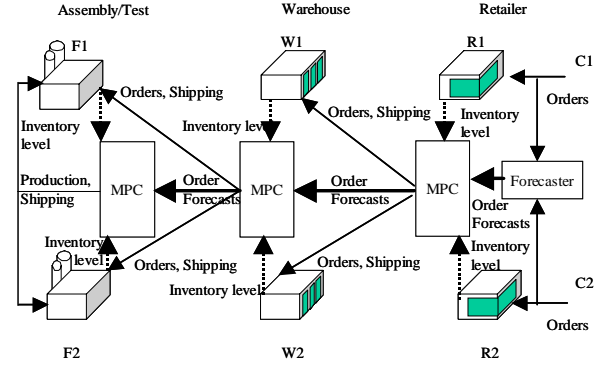 Assembly/Test
Warehouse
Retailer
F1
W1
R1
C1
Orders, Shipping
Orders, Shipping
Orders
Inventory
level
Inventory level
Inventory
level
Production,
Shipping
MPC
Order
Forecasts
MPC
Order
Forecasts
MPC
Forecaster
Order
Forecasts
Inventory
level
Orders, Shipping
Inventory level
Orders, Shipping
Inventory
level
C2
Orders
F2
W2
R2